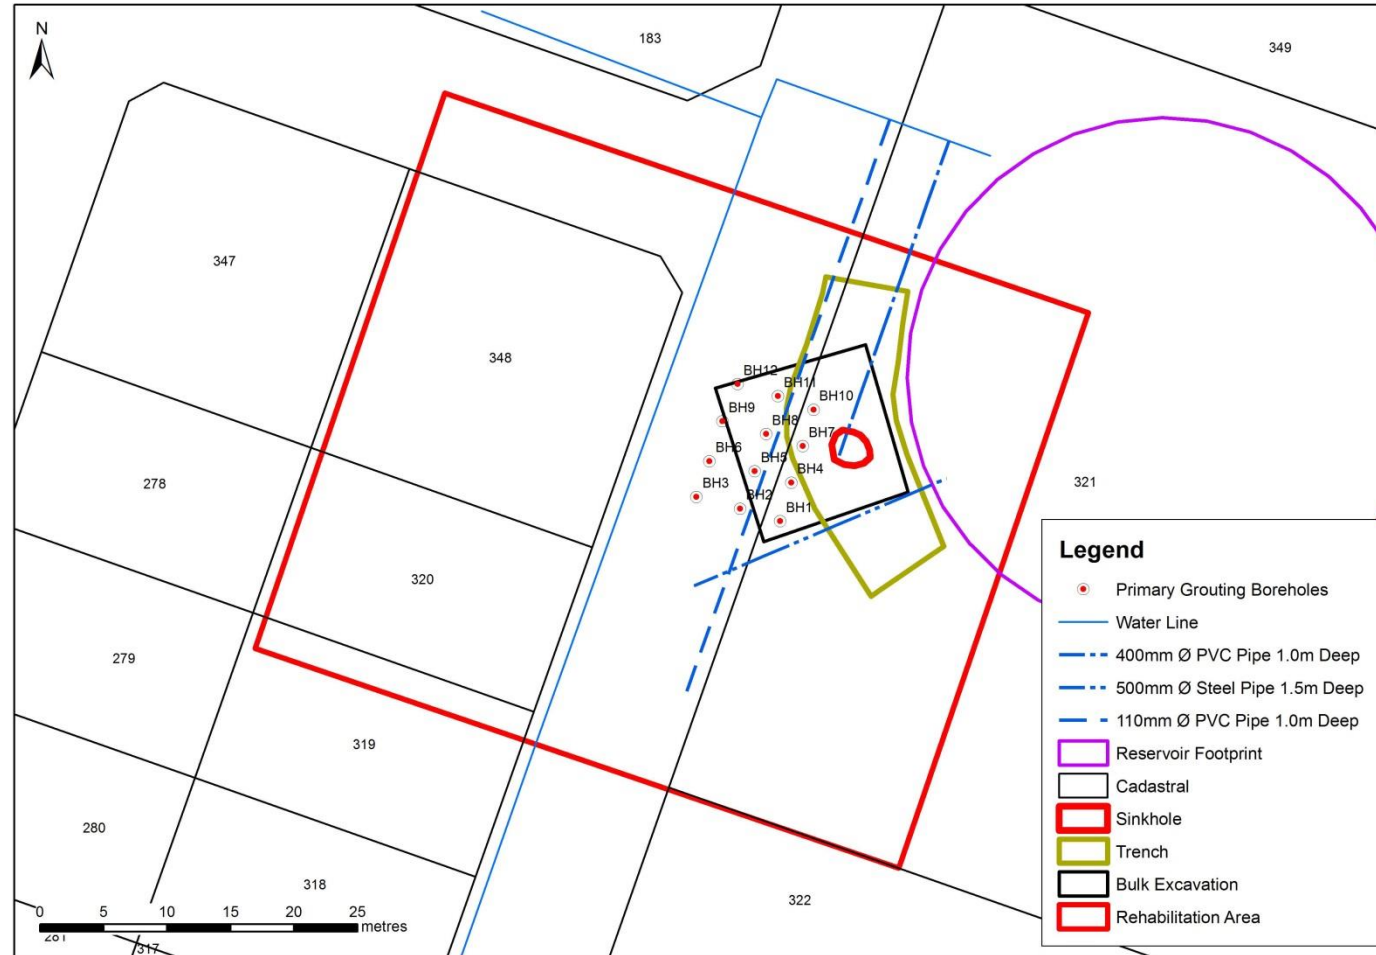 N
183
349
347
348
BH12
BH11
BH10
BH9
BH8
BH7
BH6
BH5
BH4
BH3
BH2
BH1
278
321
320
279
319
280
318
322
Legend
Primary Grouting Boreholes
Water Line
400mm Ø PVC Pipe 1.0m Deep
500mm Ø Steel Pipe 1.5m Deep
110mm Ø PVC Pipe 1.0m Deep
Reservoir Footprint
Cadastral
Sinkhole
Trench
Bulk Excavation
Rehabilitation Area
0 5 10 15 20 25
metres
281
317